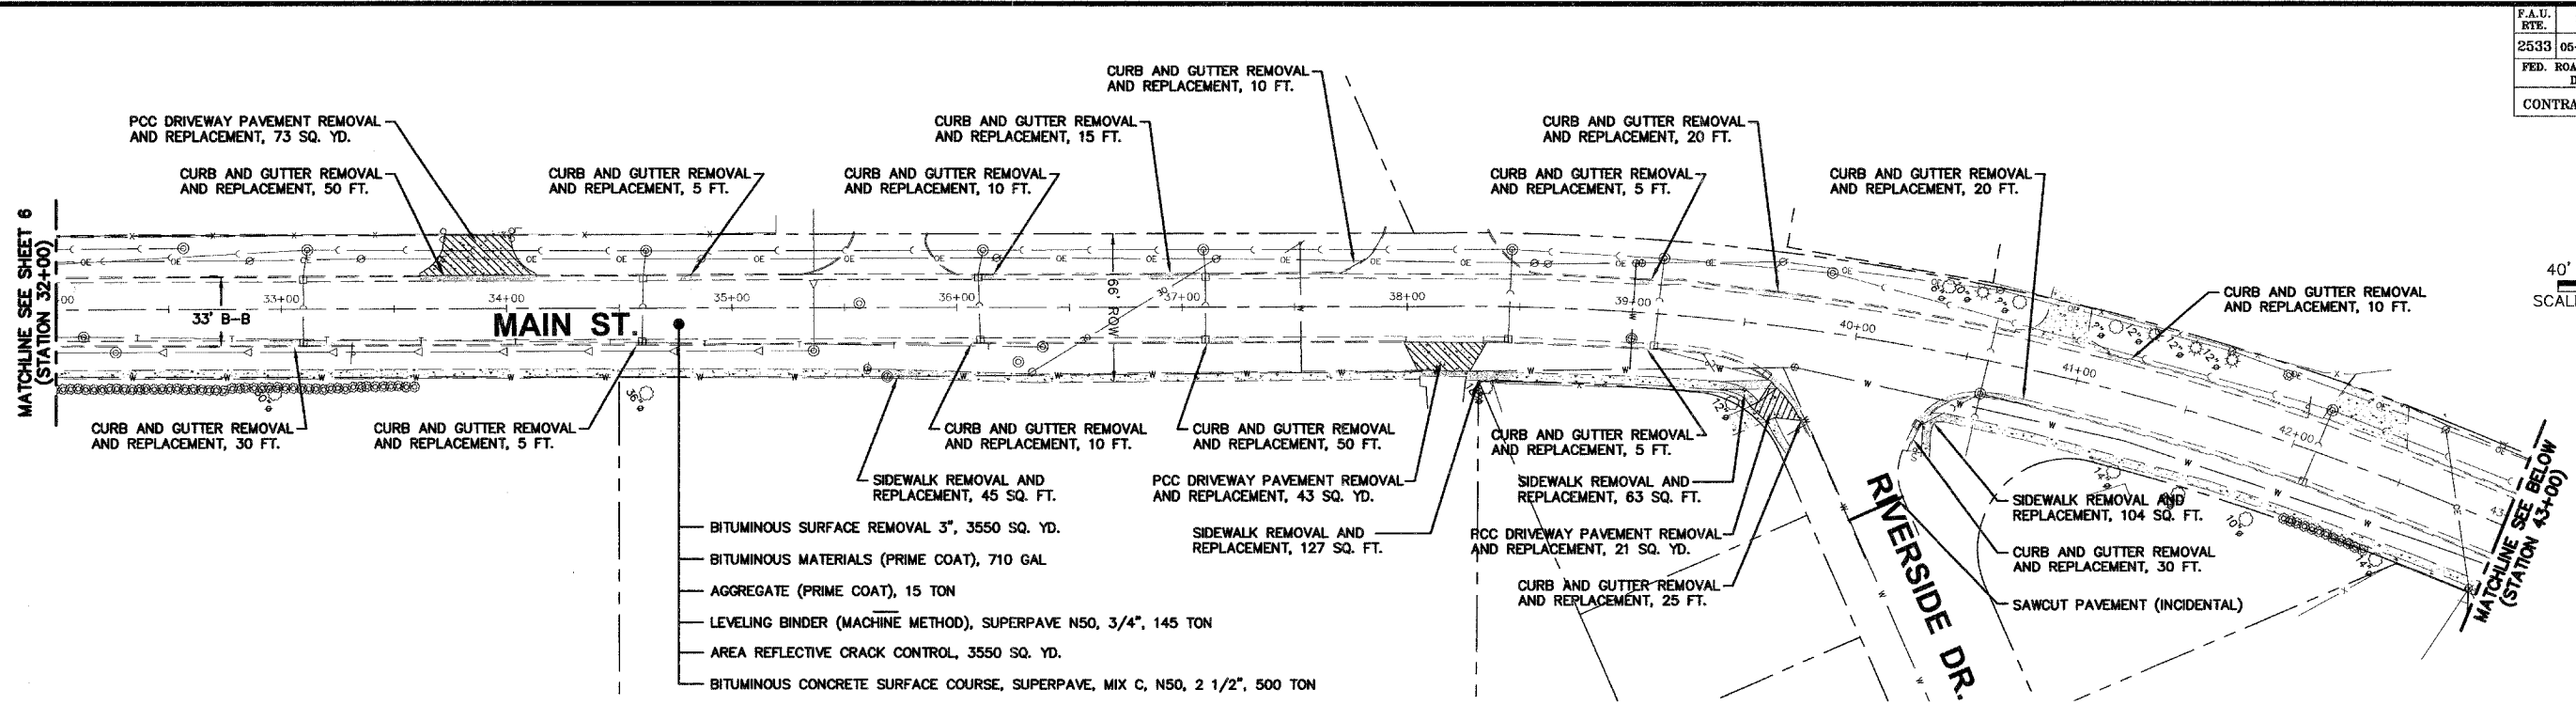 F.A.U.
RTE.
2533 05-
FED. ROA
D
CONTRA
CURB AND GUTTER REMOVAL
AND REPLACEMENT, 10 FT.
PCC DRIVEWAY PAVEMENT REMOVAL
AND REPLACEMENT, 73 SQ. YD.
CURB AND GUTTER REMOVAL
AND REPLACEMENT, 15 FT.
CURB AND GUTTER REMOVAL
AND REPLACEMENT, 20 FT.
CURB AND GUTTER REMOVAL
AND REPLACEMENT, 50 FT.
CURB AND GUTTER REMOVAL
AND REPLACEMENT, 5 FT.
CURB AND GUTTER REMOVAL
AND REPLACEMENT, 10 FT.
CURB AND GUTTER REMOVAL
AND REPLACEMENT, 5 FT.
CURB AND GUTTER REMOVAL
AND REPLACEMENT, 20 FT.
MATCHLINE SEE SHEET 6
(STATION 32+00)
00
33+00
34+00
35+00
36+00
37+00
38+00
39+00
40+00
41+00
42+00
43
33' B-B
MAIN ST.
66' ROW
40'
SCAL
CURB AND GUTTER REMOVAL
AND REPLACEMENT, 10 FT.
CURB AND GUTTER REMOVAL
AND REPLACEMENT, 30 FT.
CURB AND GUTTER REMOVAL
AND REPLACEMENT, 5 FT.
CURB AND GUTTER REMOVAL
AND REPLACEMENT, 10 FT.
CURB AND GUTTER REMOVAL
AND REPLACEMENT, 50 FT.
CURB AND GUTTER REMOVAL
AND REPLACEMENT, 5 FT.
SIDEWALK REMOVAL AND
REPLACEMENT, 45 SQ. FT.
PCC DRIVEWAY PAVEMENT REMOVAL
AND REPLACEMENT, 43 SQ. YD.
SIDEWALK REMOVAL AND
REPLACEMENT, 63 SQ. FT.
SIDEWALK REMOVAL AND
REPLACEMENT, 127 SQ. FT.
PCC DRIVEWAY PAVEMENT REMOVAL
AND REPLACEMENT, 21 SQ. YD.
CURB AND GUTTER REMOVAL
AND REPLACEMENT, 25 FT.
SIDEWALK REMOVAL AND
REPLACEMENT, 104 SQ. FT.
CURB AND GUTTER REMOVAL
AND REPLACEMENT, 30 FT.
SAWCUT PAVEMENT (INCIDENTAL)
RIVERSIDE DR.
MATCHLINE SEE BELOW
(STATION 43+00)
BITUMINOUS SURFACE REMOVAL 3", 3550 SQ. YD.
BITUMINOUS MATERIALS (PRIME COAT), 710 GAL
AGGREGATE (PRIME COAT), 15 TON
LEVELING BINDER (MACHINE METHOD), SUPERPAVE N50, 3/4", 145 TON
AREA REFLECTIVE CRACK CONTROL, 3550 SQ. YD.
BITUMINOUS CONCRETE SURFACE COURSE, SUPERPAVE, MIX C, N50, 2 1/2", 500 TON